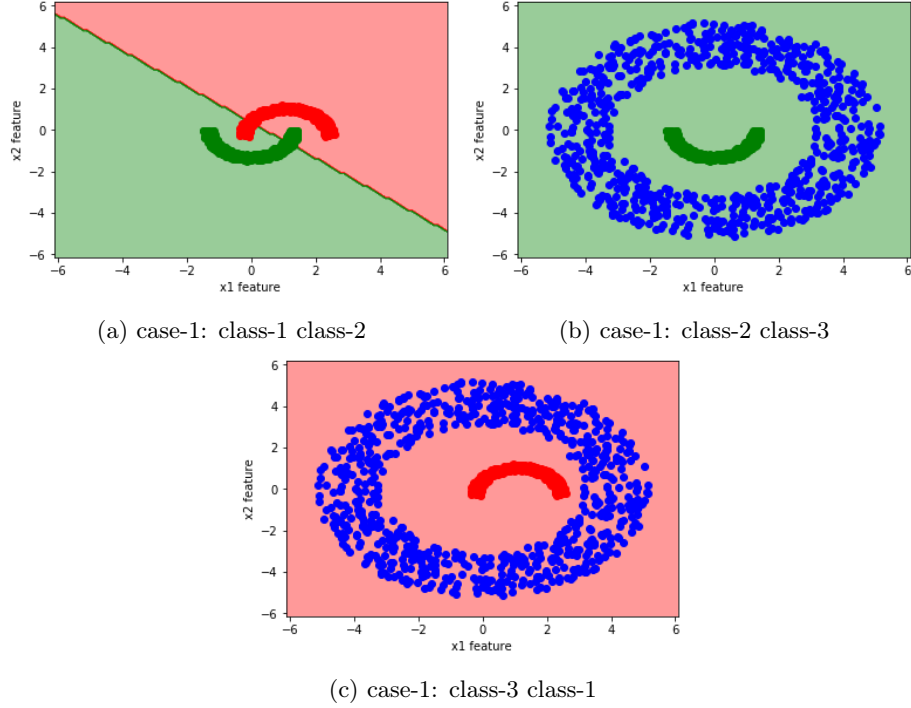 6
4
2
0
−2
−4
−6
x2 feature
−6 −4 −2 0 2 4 6
x1 feature
(a) case-1: class-1 class-2
6
4
2
0
−2
−4
−6
x2 feature
−6 −4 −2 0 2 4 6
x1 feature
(b) case-1: class-2 class-3
6
4
2
0
−2
−4
−6
x2 feature
−6 −4 −2 0 2 4 6
x1 feature
(c) case-1: class-3 class-1